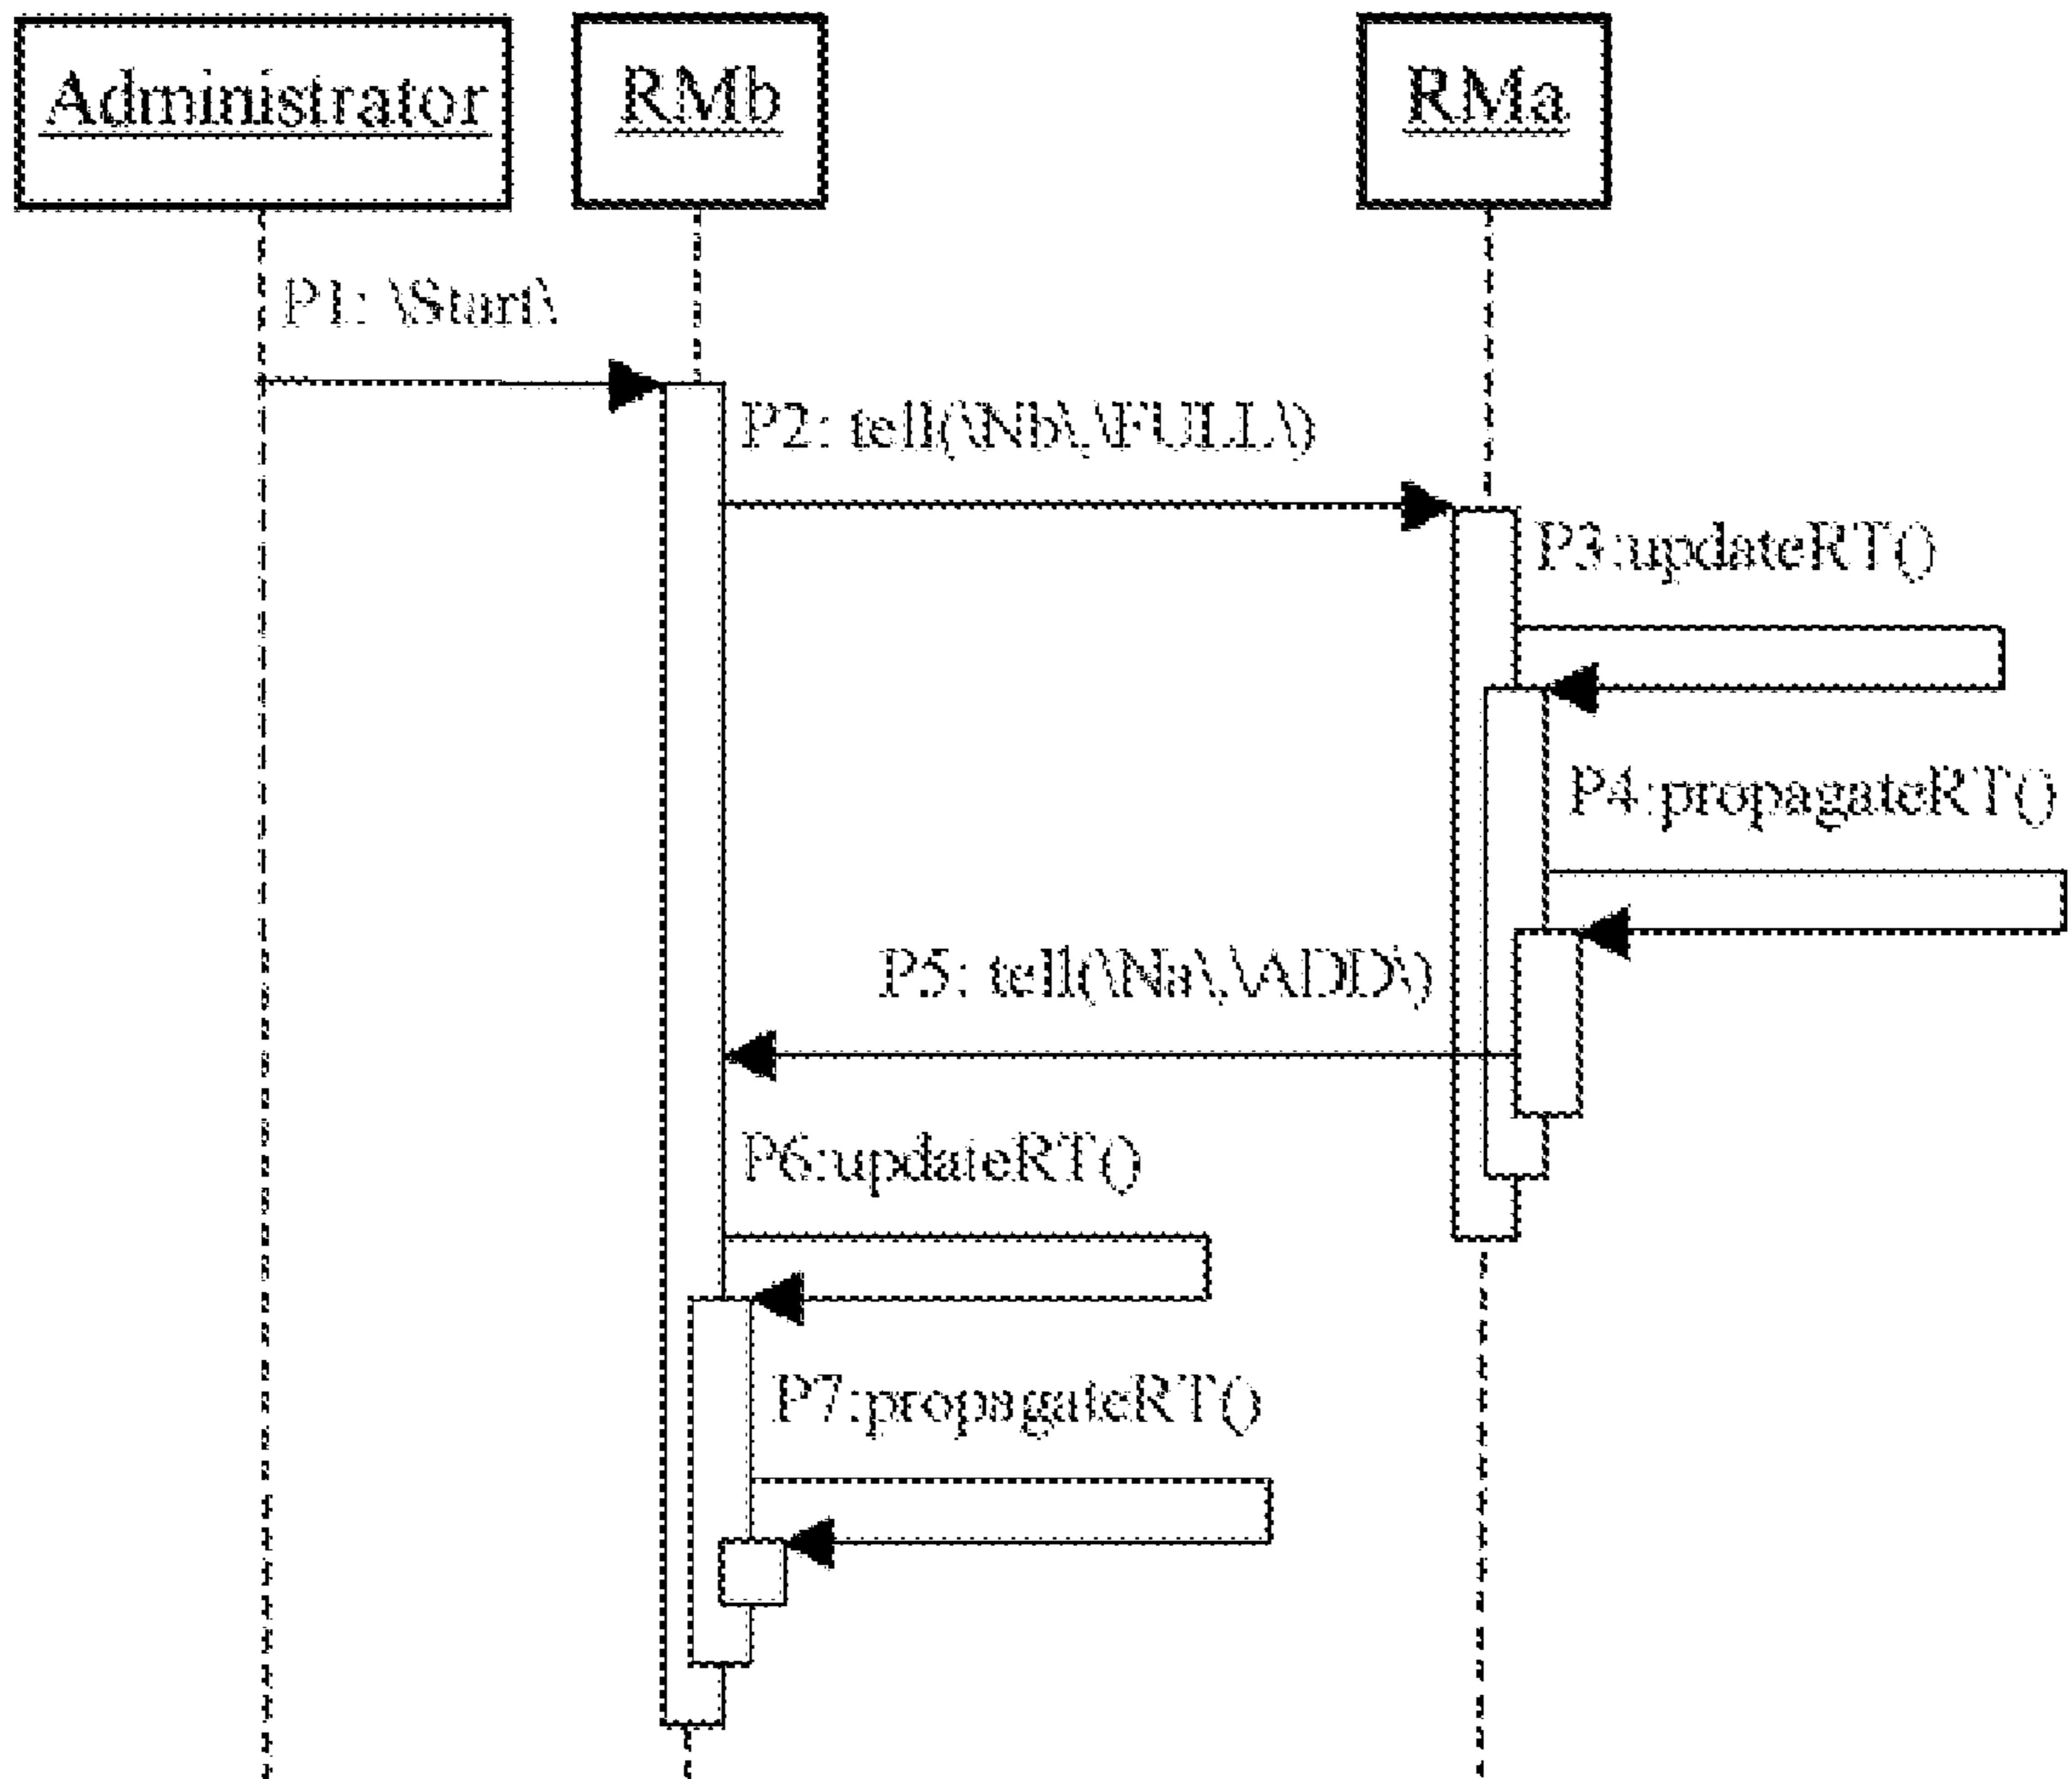 Administrator
RMb
RMa
P1: \Start\
P2: tell(\Nb\,\FULL\)
P3:updateRT()
P4:propagateRT()
P5: tell(\Na\,\ADD\)
P6:updateRT()
P7:propagateRT()